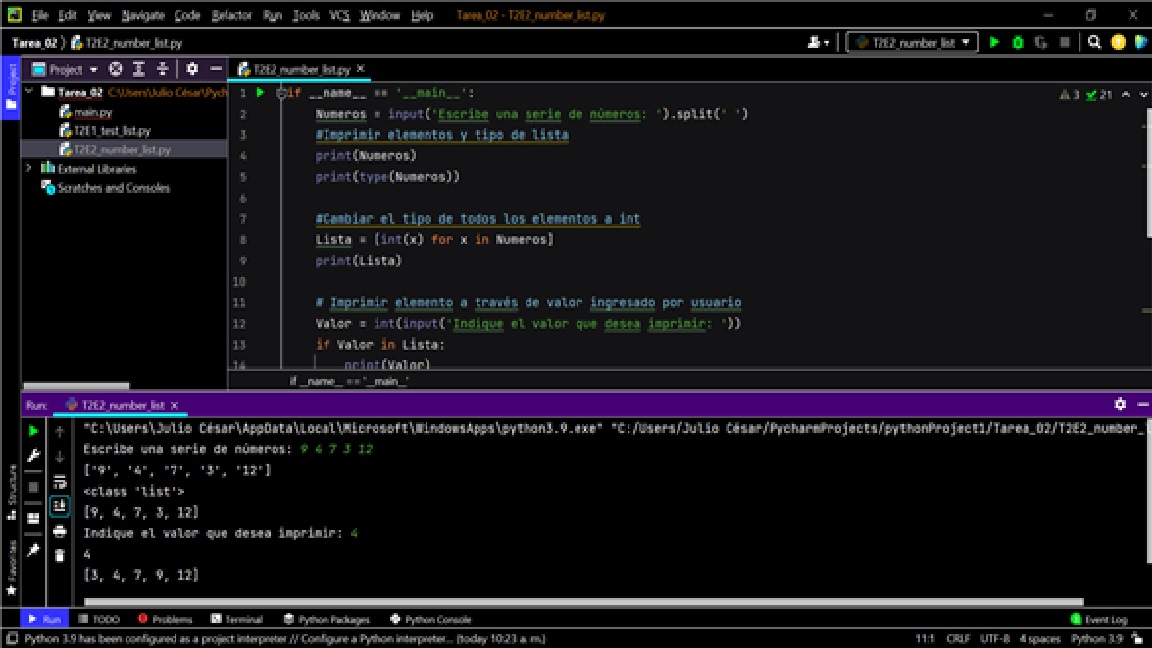 File Edit View Navigate Code Refactor Run Tools VCS Window Help Tarea_02 - T2E2_number_list.py
Tarea_02 T2E2_number_list.py T2E2_number_list
Project T2E2_number_list.py
Project
Tarea_02 C:\Users\Julio César\Pych
main.py
T2E1_test_list.py
T2E2_number_list.py
External Libraries
Scratches and Consoles
3 21
1 if __name__ == '__main__':
2 Numeros = input('Escribe una serie de números: ').split(' ')
3 #Imprimir elementos y tipo de lista
4 print(Numeros)
5 print(type(Numeros))
6
7 #Cambiar el tipo de todos los elementos a int
8 Lista = [int(x) for x in Numeros]
9 print(Lista)
10
11 # Imprimir elemento a través de valor ingresado por usuario
12 Valor = int(input('Indique el valor que desea imprimir: '))
13 if Valor in Lista:
14 print(Valor)
if __name__ == '__main__'
Run: T2E2_number_list
"C:\Users\Julio César\AppData\Local\Microsoft\WindowsApps\python3.9.exe" "C:/Users/Julio César/PycharmProjects/pythonProject1/Tarea_02/T2E2_number_
Escribe una serie de números: 9 4 7 3 12
['9', '4', '7', '3', '12']
<class 'list'>
[9, 4, 7, 3, 12]
Indique el valor que desea imprimir: 4
4
[3, 4, 7, 9, 12]
Structure
Favorites
Run TODO Problems Terminal Python Packages Python Console Event Log
Python 3.9 has been configured as a project interpreter // Configure a Python interpreter... (today 10:23 a. m.) 11:1 CRLF UTF-8 4 spaces Python 3.9